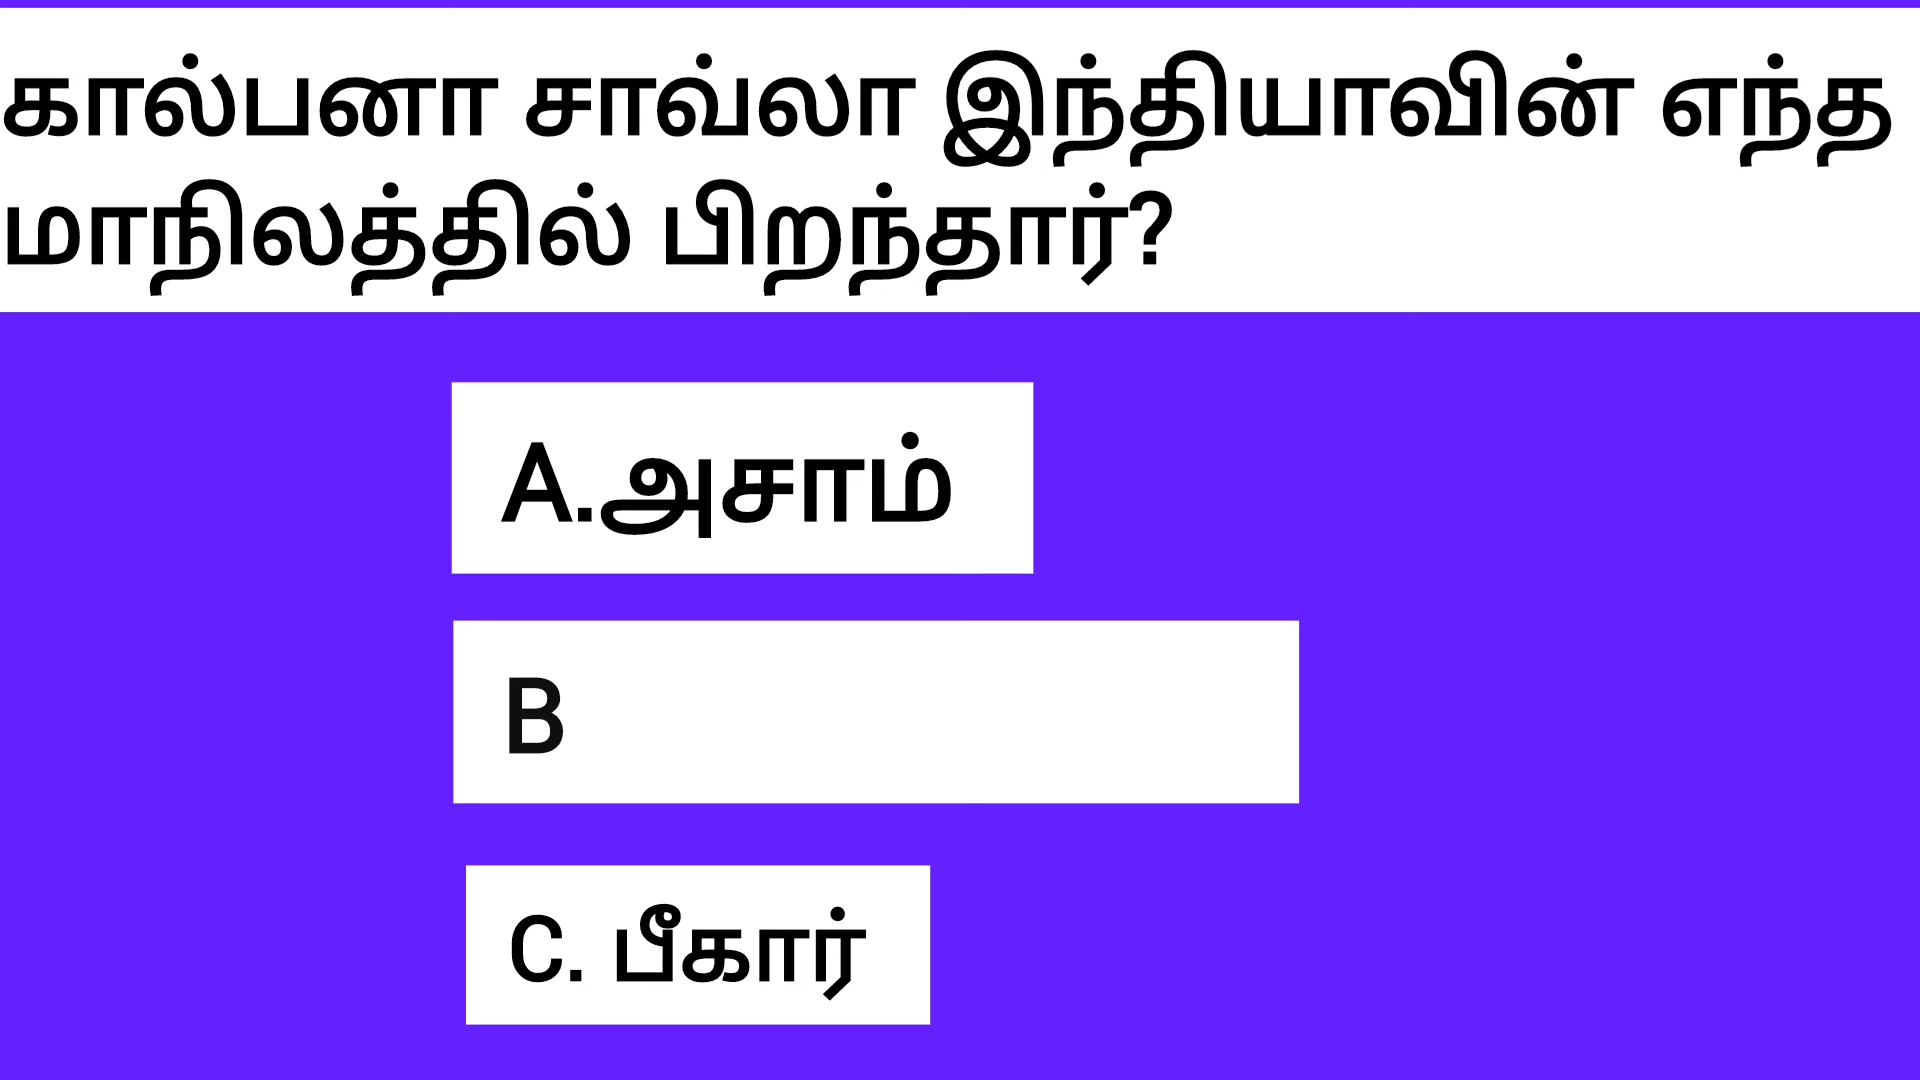 கால்பனா சாவ்லா இந்தியாவின் எந்த
மாநிலத்தில் பிறந்தார்?
A.அசாம்
B
C. பீகார்